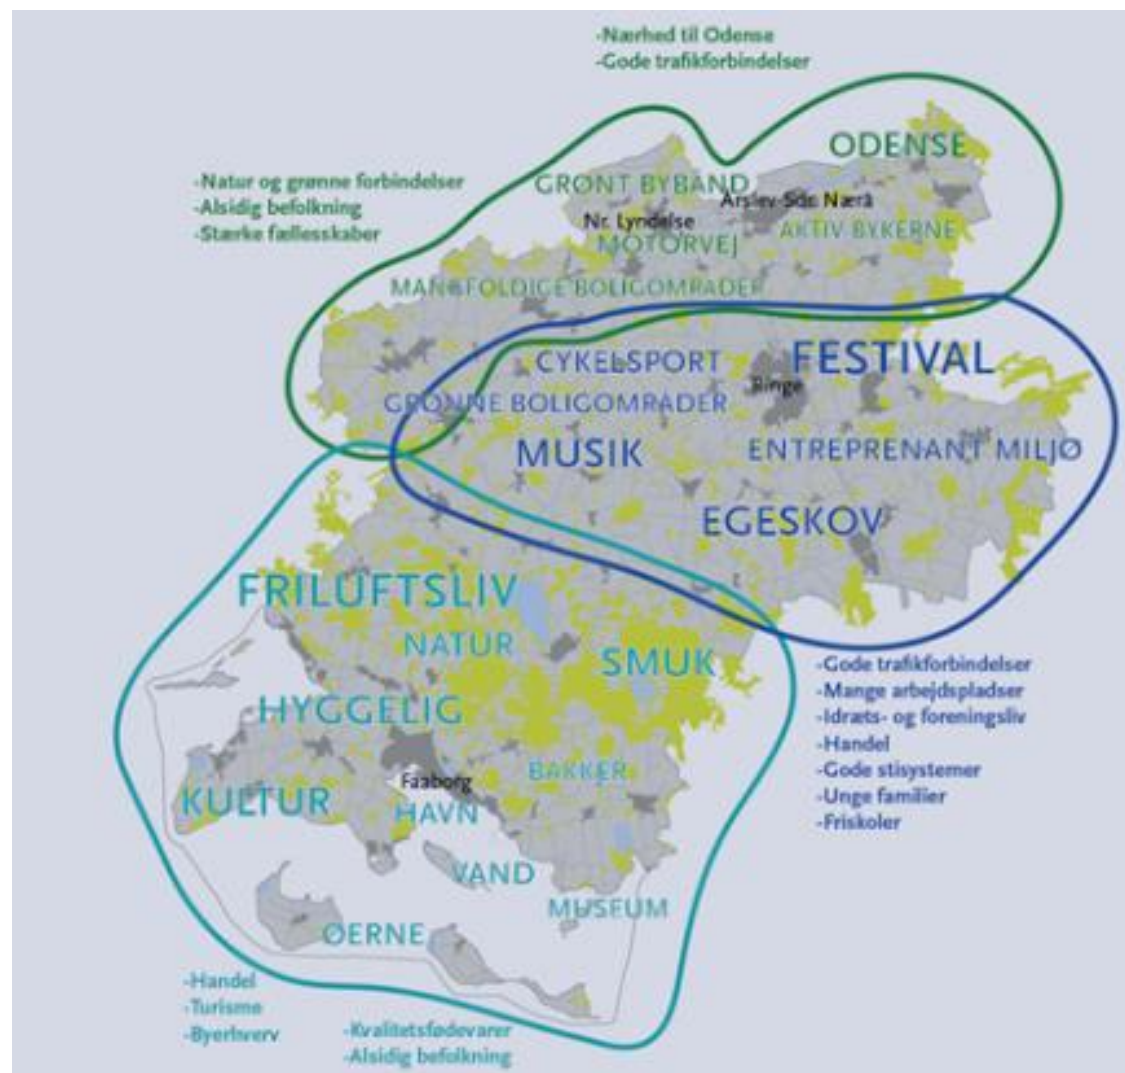 -Nærhed til Odense
-Gode trafikforbindelser
ODENSE
-Natur og grønne forbindelser
-Alsidig befolkning
-Stærke fællesskaber
GRØNT BYBÅND
Årslev-Sdr. Nærå
Nr. Lyndelse
AKTIV BYKERNE
MOTORVEJ
MANGFOLDIGE BOLIGOMRÅDER
CYKELSPORT
FESTIVAL
Ringe
GRØNNE BOLIGOMRÅDER
MUSIK
ENTREPRENANT MILJØ
EGESKOV
FRILUFTSLIV
NATUR
SMUK
-Gode trafikforbindelser
-Mange arbejdspladser
-Idræts- og foreningsliv
-Handel
-Gode stisystemer
-Unge familier
-Friskoler
HYGGELIG
BAKKER
Faaborg
KULTUR
HAVN
VAND
MUSEUM
ØERNE
-Handel
-Turisme
-Byerhverv
-Kvalitetsfødevarer
-Alsidig befolkning